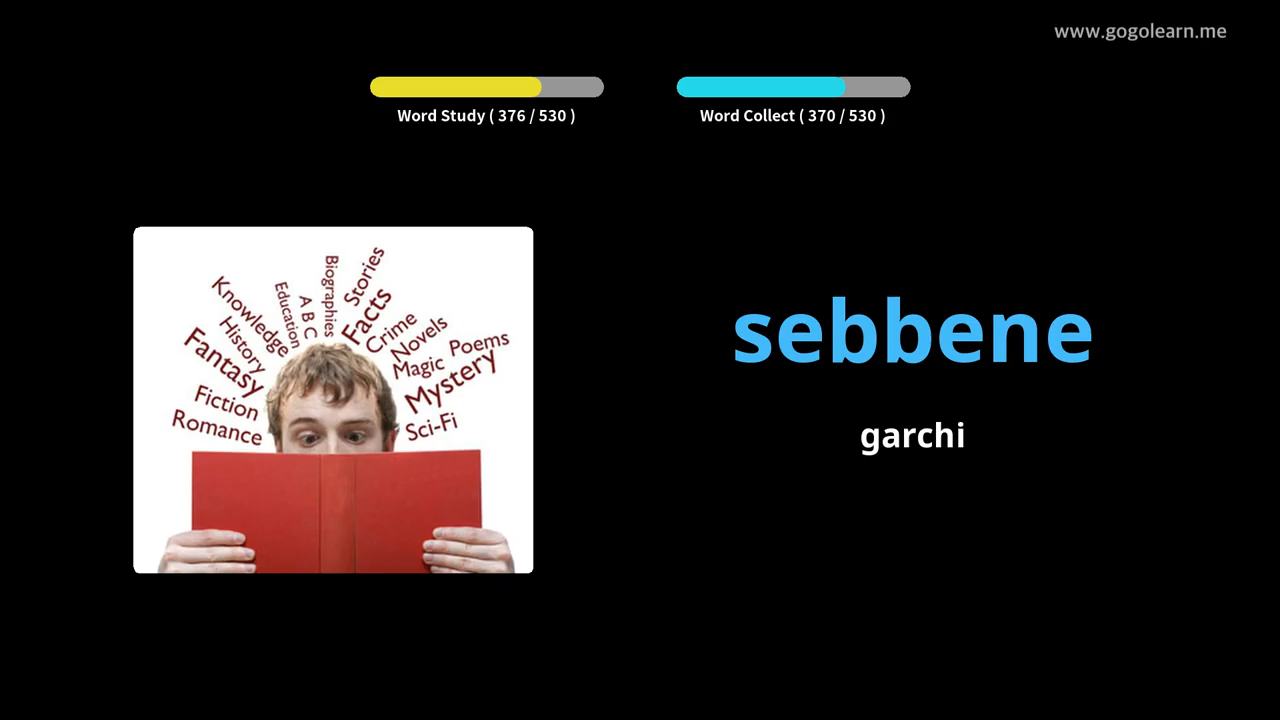 www.gogolearn.me
Word Study ( 376 / 530 )
Word Collect ( 370 / 530 )
Biographies
Stories
Education
A B C
Facts
Knowledge
Crime
History
Novels
Fantasy
Magic
Poems
Mystery
Fiction
Romance
Sci-Fi
sebbene
garchi